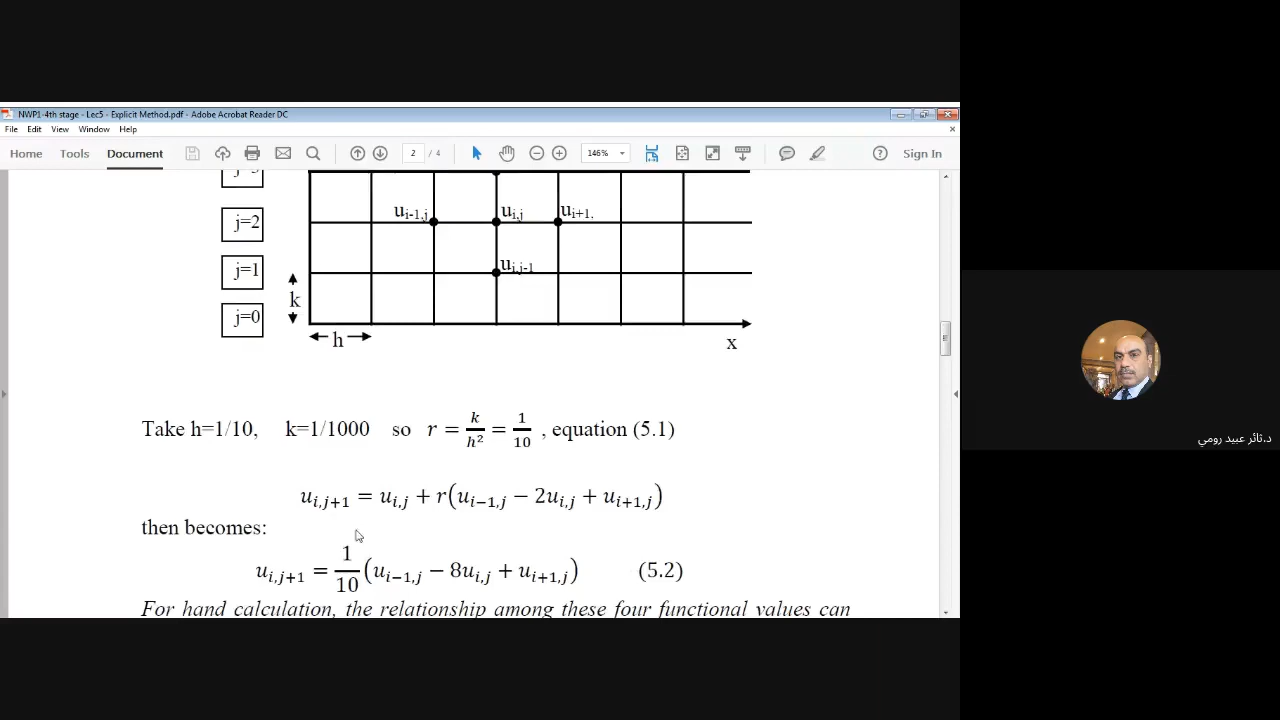 NWP1-4th stage - Lec5 - Explicit Method.pdf - Adobe Acrobat Reader DC
File Edit View Window Help
Home Tools Document 2 / 4 146% Sign In
u_{i-1,j} u_{i,j} u_{i+1.}
j=2
u_{i,j-1}
j=1
k
j=0
h
x
Take h=1/10, k=1/1000 so r = k/h² = 1/10 , equation (5.1)
u_{i,j+1} = u_{i,j} + r(u_{i−1,j} − 2u_{i,j} + u_{i+1,j})
then becomes:
u_{i,j+1} = 1/10 (u_{i−1,j} − 8u_{i,j} + u_{i+1,j}) (5.2)
For hand calculation, the relationship among these four functional values can
د.ثائر عبيد رومي